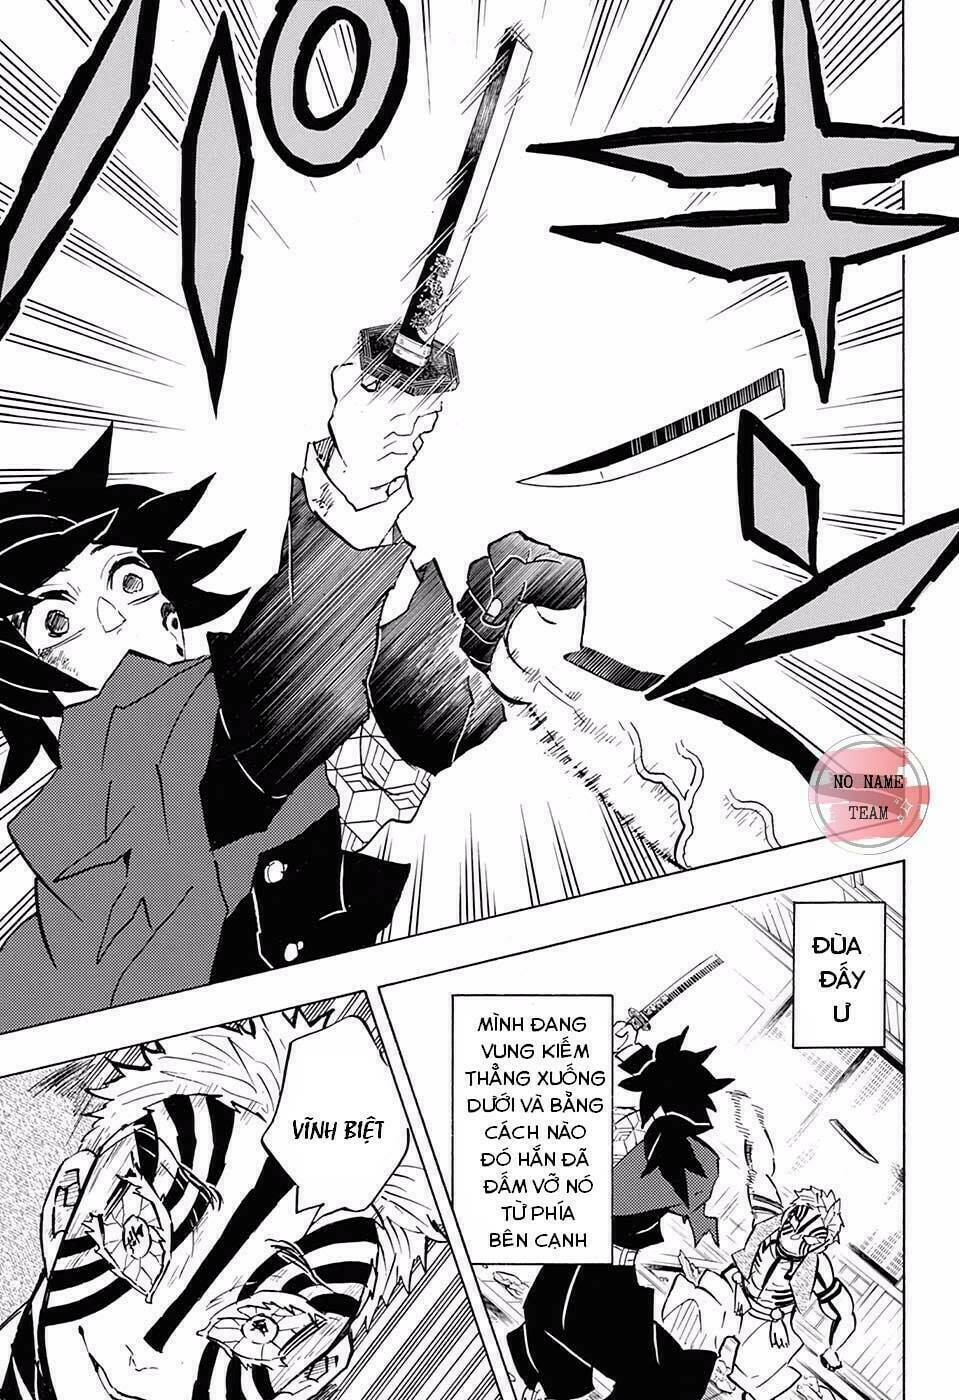 バキ
NO NAME
TEAM
ĐÙA
ĐẤY
Ư
MÌNH ĐANG
VUNG KIẾM
THẲNG XUỐNG
DƯỚI VÀ BẰNG
CÁCH NÀO
ĐÓ HẮN ĐÃ
ĐẤM VỠ NÓ
TỪ PHÍA
BÊN CẠNH
VĨNH BIỆT